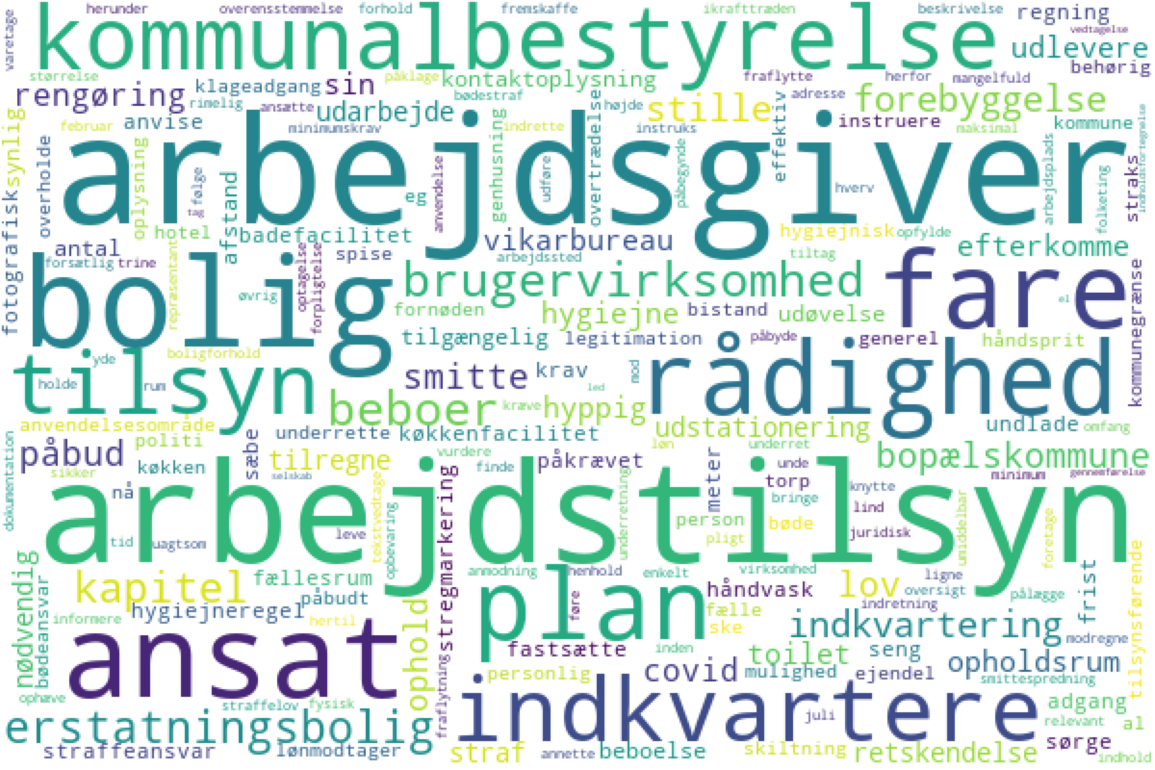 herunder overensstemmelse forhold fremskaffe ikrafttræden beskrivelse regning vedtagelse
varetage kommunalbestyrelse udlevere
størrelse klageadgang sin påklage kontaktoplysning fraflytte herfor mangelfuld behørig
rengøring rimelig ansætte udarbejde bødestraf højde stille adresse forebyggelse
februar anvise minimumskrav indrette instruks effektiv instruere maksimal kommune
synlig fotografisk overholde oplysning arbejdsgiver
følge tag anvendelse genhusning udføre overtrædelse påbegynde hverv arbejdsplads folketing straks indholdsfortegnelse
afstand eg
antal hotel badefacilitet vikarbureau hygiejnisk opfylde efterkomme
forsætlig trine repræsentant spise arbejdssted tiltag
bolig øvrig optagelse forpligtelse brugervirksomhed fare el kommunegrænse
fornøden hygiejne bistand udøvelse
tilgængelig legitimation påbyde generel håndsprit
yde boligforhold
tilsyn holde rum smitte krav led mod rådighed
beboer kræve hyppig
anvendelsesområde politi underrette køkkenfacilitet løn udstationering undlade omfang
påbud sæbe vurdere underret bopælskommune
dokumentation sikker køkken tilregne finde påkrævet meter unde torp minimum gennemførelse
nå selskab bringe knytte
arbejdstilsyn
tid uagtsom leve tekstvedtage opbevaring stregmarkering underretning person pligt bøde lind juridisk umiddelbar foretage
nødvendig bødeansvar kapitel fællesrum anmodning henhold enkelt virksomhed ligne frist tilsynsførende
påbudt plan føre håndvask lov oversigt pålægge
informere hygiejneregel hertil ophold fælle indretning
ansat ske indkvartering modregne
fastsætte inden toilet seng opholdsrum
ophæve personlig covid mulighed ejendel smittespredning
straffelov fysisk fraflytning indkvartere juli adgang
erstatningsbolig relevant al
straffeansvar lønmodtager straf annette beboelse skiltning retskendelse sørge indhold